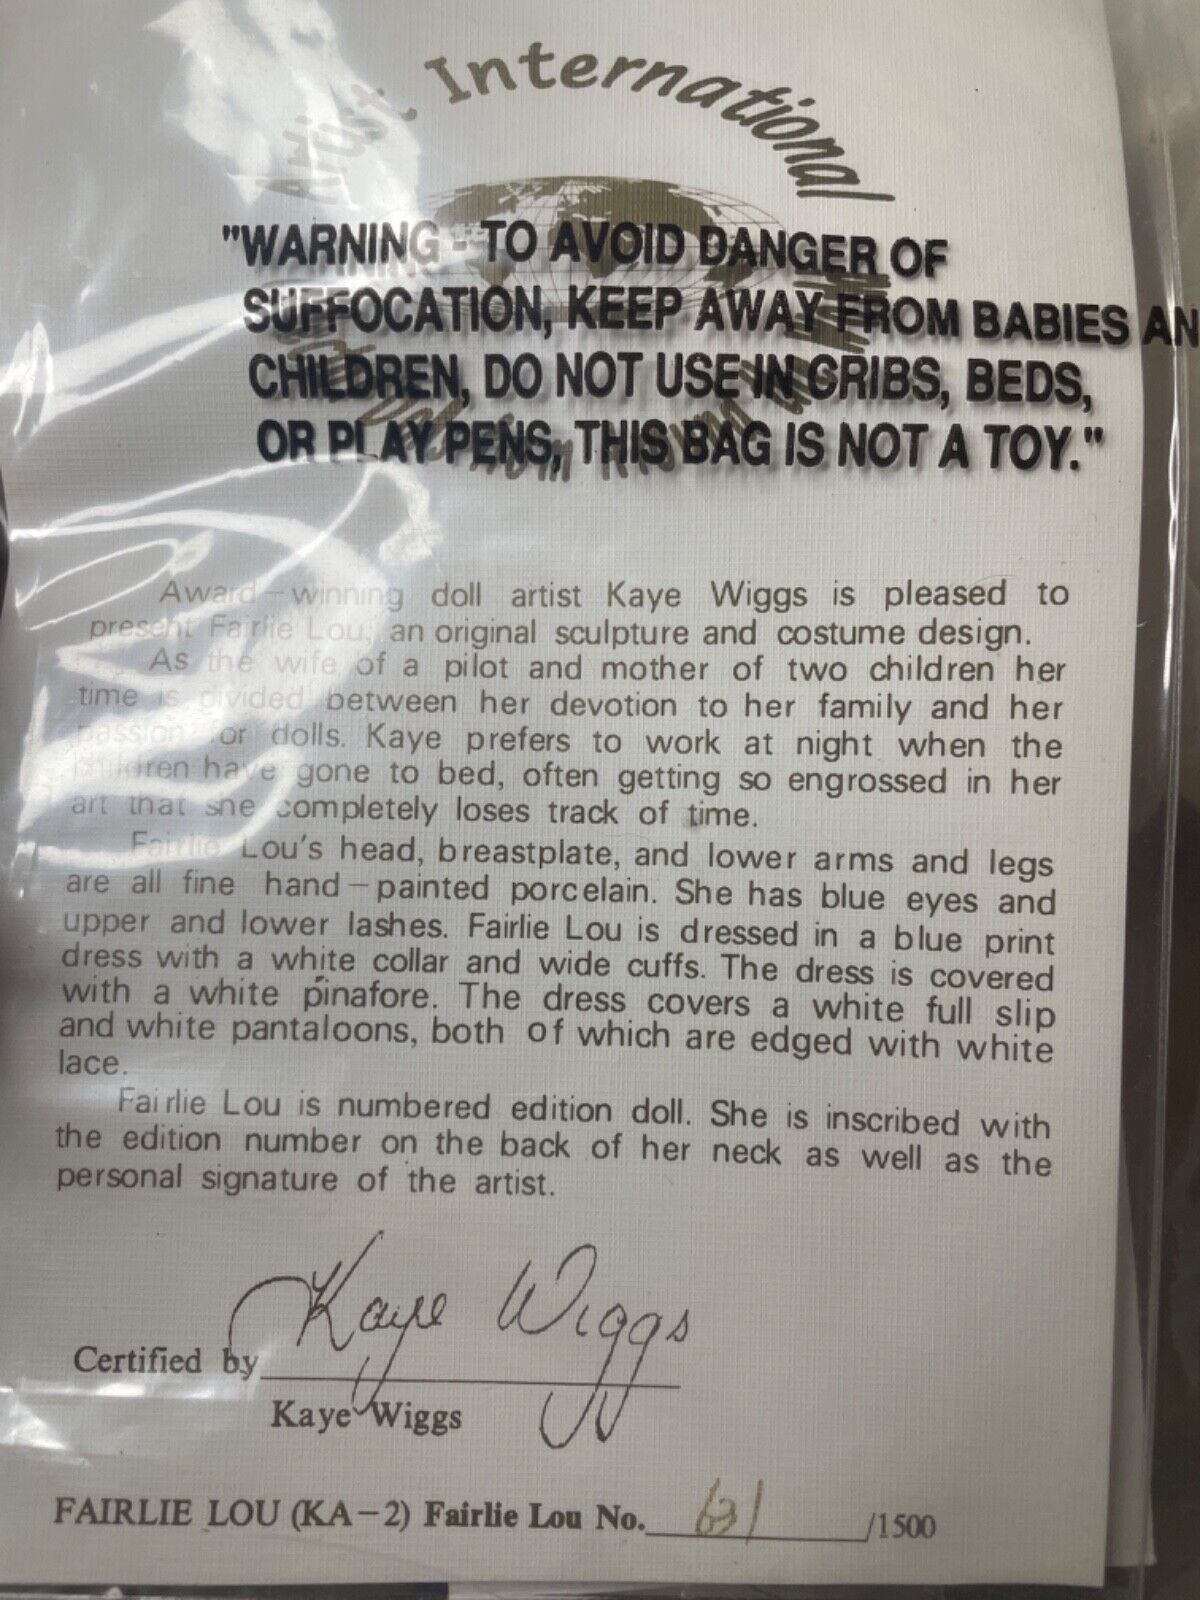 Artist International
"WARNING - TO AVOID DANGER OF
SUFFOCATION, KEEP AWAY FROM BABIES AN
CHILDREN, DO NOT USE IN CRIBS, BEDS,
OR PLAY PENS, THIS BAG IS NOT A TOY."
Award-winning doll artist Kaye Wiggs is pleased to
present Fairlie Lou, an original sculpture and costume design.
As the wife of a pilot and mother of two children her
time is divided between her devotion to her family and her
passion for dolls. Kaye prefers to work at night when the
children have gone to bed, often getting so engrossed in her
art that she completely loses track of time.
Fairlie Lou's head, breastplate, and lower arms and legs
are all fine hand-painted porcelain. She has blue eyes and
upper and lower lashes. Fairlie Lou is dressed in a blue print
dress with a white collar and wide cuffs. The dress is covered
with a white pinafore. The dress covers a white full slip
and white pantaloons, both of which are edged with white
lace.
Fairlie Lou is numbered edition doll. She is inscribed with
the edition number on the back of her neck as well as the
personal signature of the artist.
Kaye Wiggs
Certified by
Kaye Wiggs
FAIRLIE LOU (KA-2) Fairlie Lou No. 631 /1500